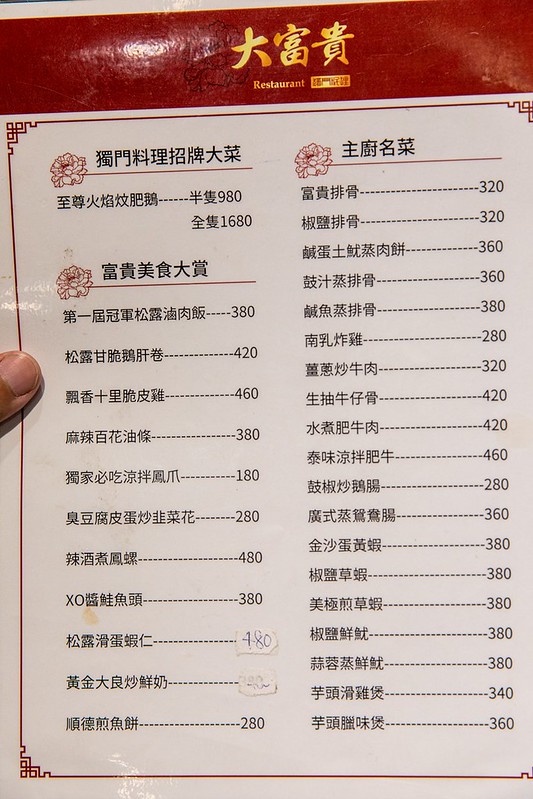 大富貴
Restaurant
獨門料理招牌大菜
至尊火焰炆肥鵝------半隻980
全隻1680
富貴美食大賞
第一屆冠軍松露滷肉飯-----380
松露甘脆鵝肝卷-------------420
飄香十里脆皮雞-------------460
麻辣百花油條----------------380
獨家必吃涼拌鳳爪-----------180
臭豆腐皮蛋炒韭菜花--------280
辣酒煮鳳螺-------------------480
XO醬鮭魚頭------------------380
松露滑蛋蝦仁----------------480
黃金大良炒鮮奶-------------
順德煎魚餅-------------------280
主廚名菜
富貴排骨-----------------------320
椒鹽排骨-----------------------320
鹹蛋土魷蒸肉餅--------------360
鼓汁蒸排骨--------------------360
鹹魚蒸排骨--------------------380
南乳炸雞-----------------------280
薑蔥炒牛肉--------------------320
生抽牛仔骨--------------------420
水煮肥牛肉--------------------420
泰味涼拌肥牛-----------------460
鼓椒炒鵝腸--------------------280
廣式蒸鴛鴦腸-----------------360
金沙蛋黃蝦--------------------380
椒鹽草蝦-----------------------380
美極煎草蝦--------------------380
椒鹽鮮魷-----------------------380
蒜蓉蒸鮮魷--------------------380
芋頭滑雞煲--------------------340
芋頭臘味煲--------------------360